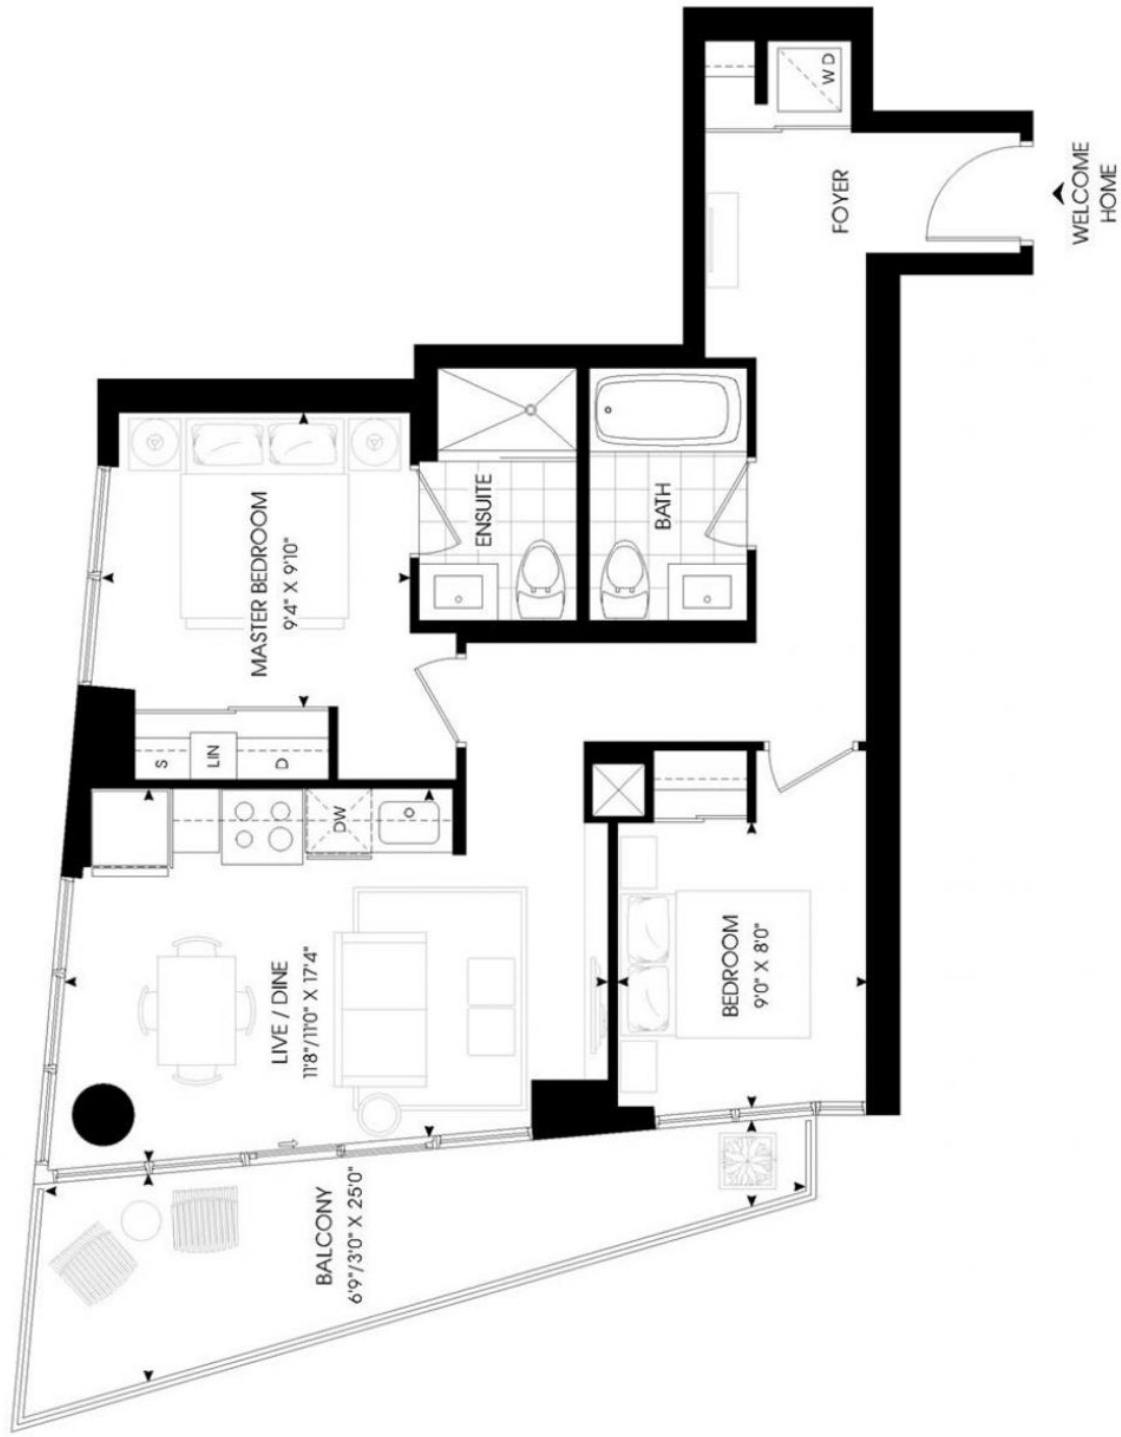 W D
FOYER
WELCOME
HOME
ENSUITE
BATH
MASTER BEDROOM
9'4" X 9'10"
S
LIN
D
DW
LIVE / DINE
11'8"/11'0" X 17'4"
BEDROOM
9'0" X 8'0"
BALCONY
6'9"/3'0" X 25'0"